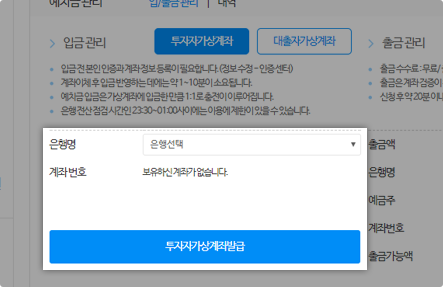 예치금 관리 입/출금 관리 | 내역
입금 관리 투자자가상계좌 대출자가상계좌 출금 관리
입금 전 본인 인증과 계좌 정보 등록이 필요합니다. (정보 수정 - 인증센터)
계좌이체 후 입금 반영하는 데에는 약 1~10분이 소요됩니다.
예치금 입금은 가상계좌에 입금한 만큼 1:1로 충전이 이루어집니다.
은행 전산 점검 시간인 23:30~01:00 사이에는 이용에 제한이 있을 수 있습니다.
출금 수수료 : 무료 /
출금은 계좌 검증이
신청 후 약 20분 이내
은행명 은행선택
계좌 번호 보유하신 계좌가 없습니다.
투자자가상계좌발급
출금액
은행명
예금주
계좌번호
출금가능액